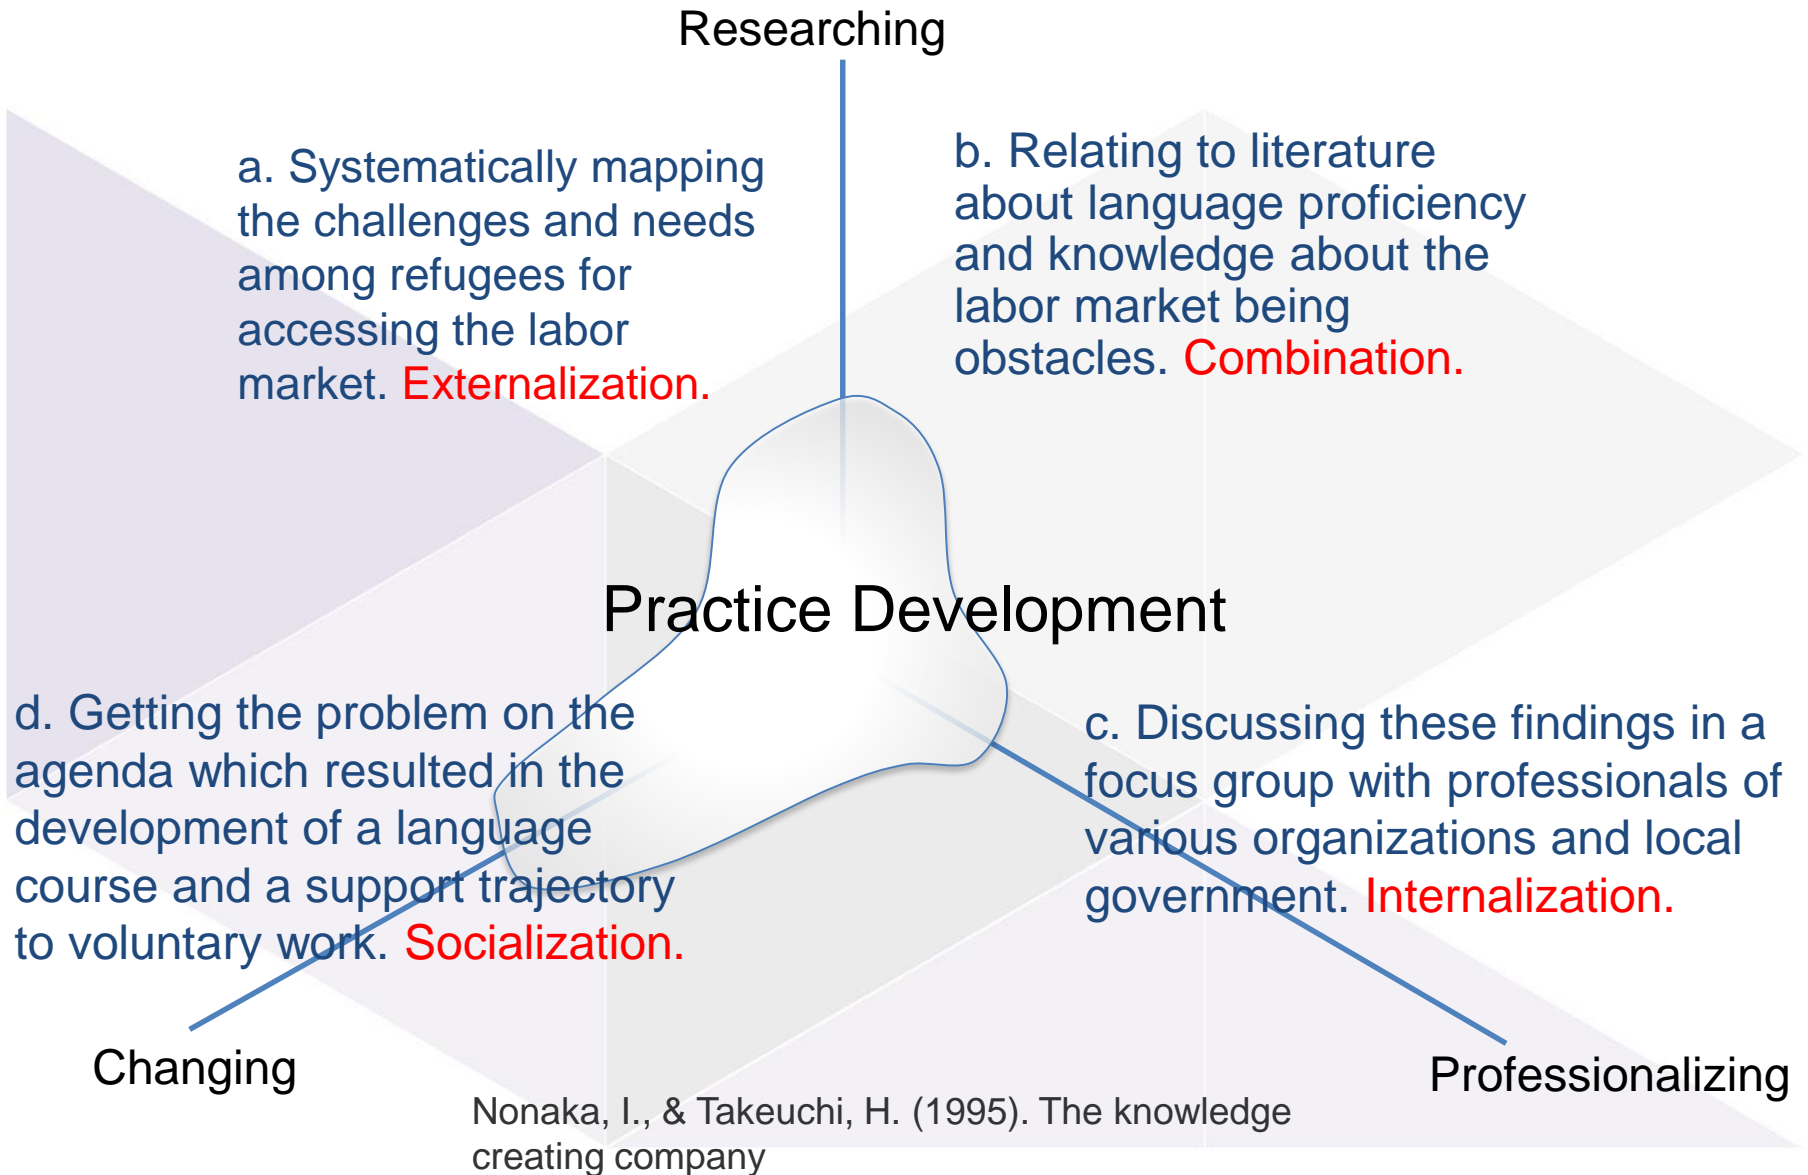 Researching
a. Systematically mapping
the challenges and needs
among refugees for
accessing the labor
market. Externalization.
b. Relating to literature
about language proficiency
and knowledge about the
labor market being
obstacles. Combination.
Practice Development
d. Getting the problem on the
agenda which resulted in the
development of a language
course and a support trajectory
to voluntary work. Socialization.
c. Discussing these findings in a
focus group with professionals of
various organizations and local
government. Internalization.
Changing
Professionalizing
Nonaka, I., & Takeuchi, H. (1995). The knowledge
creating company